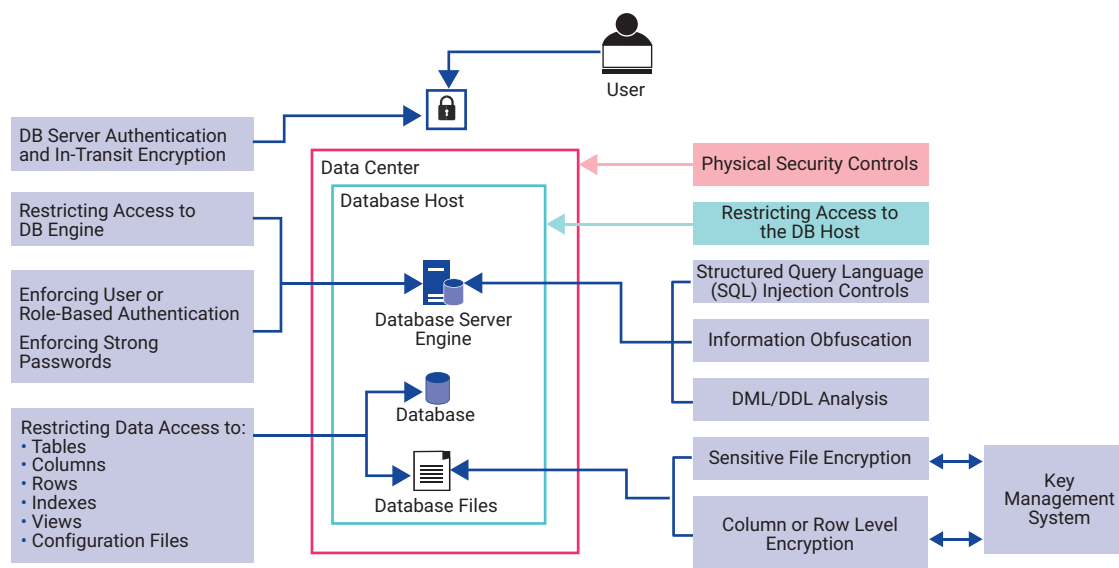 User
DB Server Authentication
and In-Transit Encryption
Restricting Access to
DB Engine
Enforcing User or
Role-Based Authentication
Enforcing Strong
Passwords
Restricting Data Access to:
• Tables
• Columns
• Rows
• Indexes
• Views
• Configuration Files
Data Center
Database Host
Database Server
Engine
Database
Database Files
Physical Security Controls
Restricting Access to
the DB Host
Structured Query Language
(SQL) Injection Controls
Information Obfuscation
DML/DDL Analysis
Sensitive File Encryption
Column or Row Level
Encryption
Key
Management
System